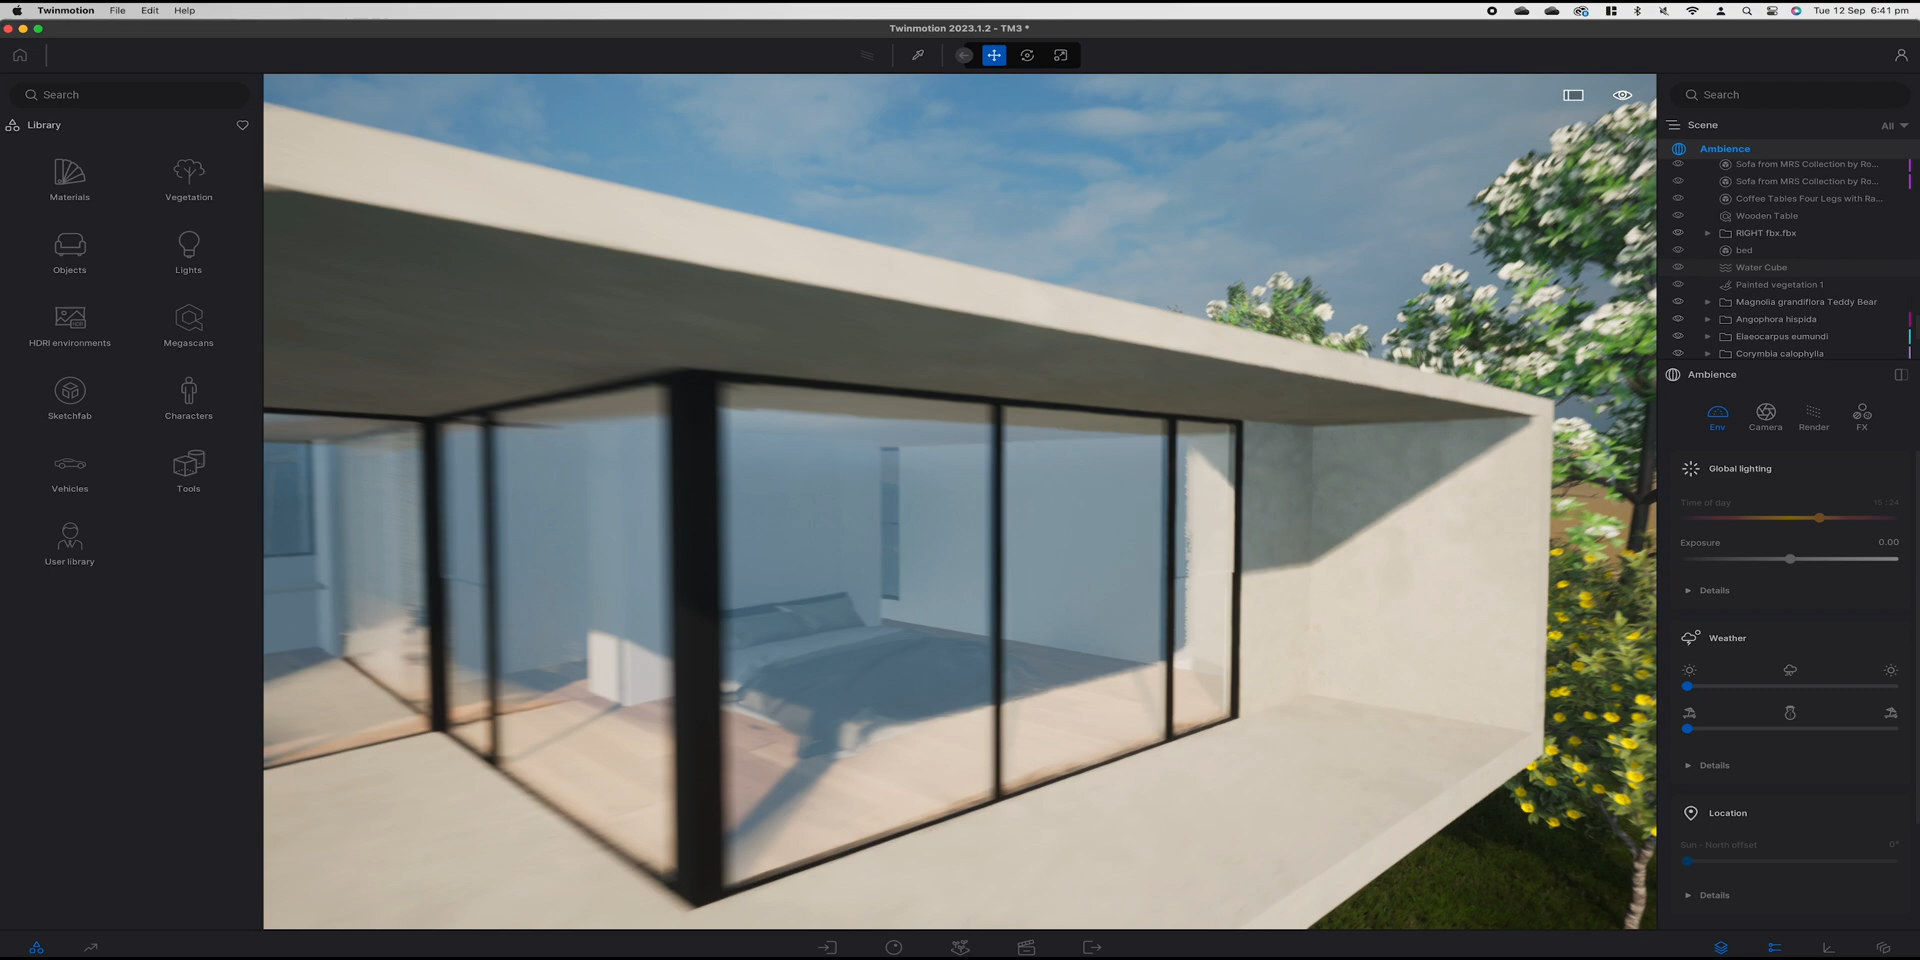 Twinmotion File Edit Help
Tue 12 Sep 6:41 pm
Twinmotion 2023.1.2 - TM3 *
Search
Library
Materials
Vegetation
Objects
Lights
HDRI environments
Megascans
Sketchfab
Characters
Vehicles
Tools
User library
Search
Scene
All
Ambience
Sofa from MRS Collection by Ro...
Sofa from MRS Collection by Ro...
Coffee Tables Four Legs with Ra...
Wooden Table
RIGHT fbx.fbx
bed
Water Cube
Painted vegetation 1
Magnolia grandiflora Teddy Bear
Angophora hispida
Elaeocarpus eumundi
Corymbia calophylla
Ambience
Env Camera Render FX
Global lighting
Time of day 15 : 24
Exposure 0.00
Details
Weather
Details
Location
Sun - North offset 0°
Details